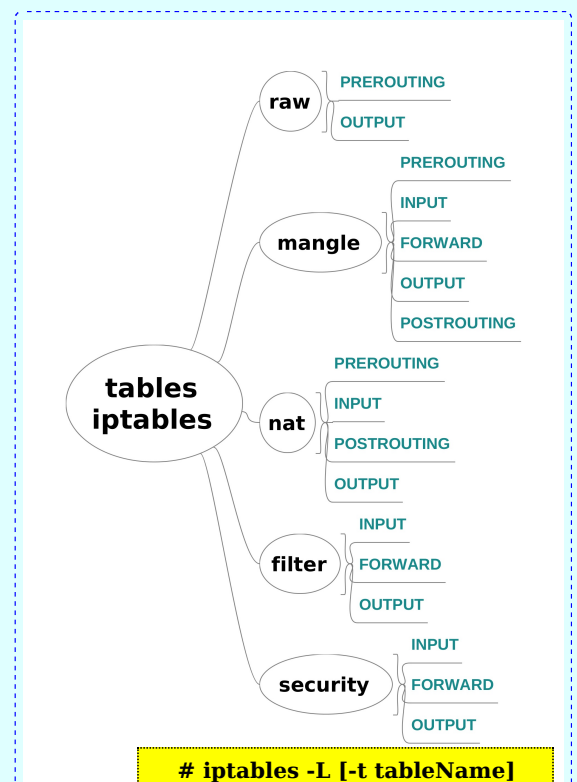 raw
PREROUTING
OUTPUT
mangle
PREROUTING
INPUT
FORWARD
OUTPUT
POSTROUTING
tables
iptables
nat
PREROUTING
INPUT
POSTROUTING
OUTPUT
filter
INPUT
FORWARD
OUTPUT
security
INPUT
FORWARD
OUTPUT
# iptables -L [-t tableName]